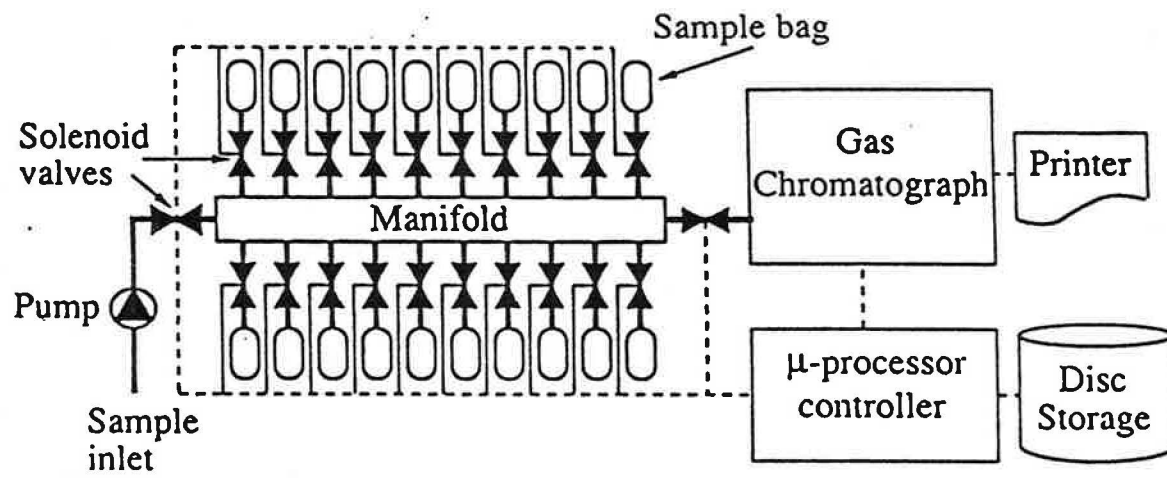 Sample bag
Solenoid
valves
Gas
Chromatograph
Printer
Manifold
Pump
μ-processor
controller
Disc
Storage
Sample
inlet